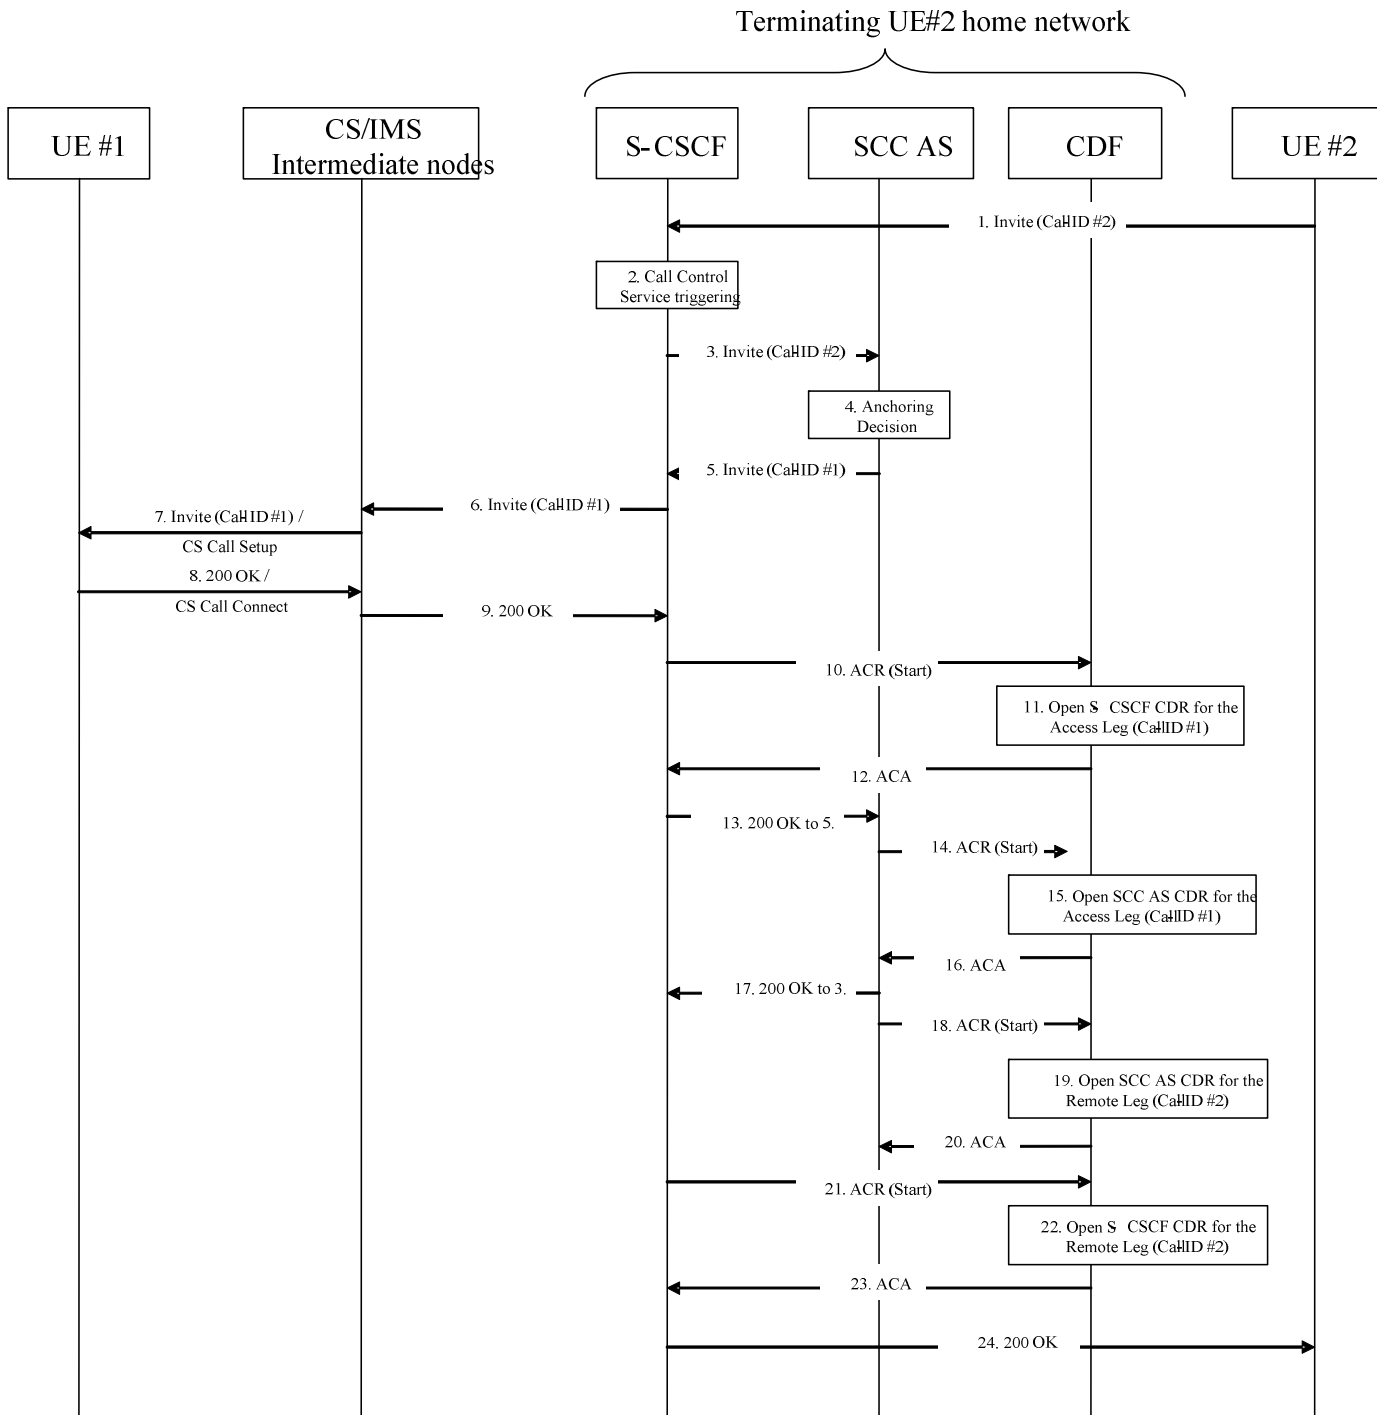 Terminating UE#2 home network
UE #1
CS/IMS
Intermediate nodes
S-CSCF
SCC AS
CDF
UE #2
1. Invite (Call-ID #2)
2. Call Control
Service triggering
3. Invite (Call-ID #2)
4. Anchoring
Decision
5. Invite (Call-ID #1)
6. Invite (Call-ID #1)
7. Invite (Call-ID #1) /
CS Call Setup
8. 200 OK /
CS Call Connect
9. 200 OK
10. ACR (Start)
11. Open S- CSCF CDR for the
Access Leg (Call-ID #1)
12. ACA
13. 200 OK to 5.
14. ACR (Start)
15. Open SCC AS CDR for the
Access Leg (Call-ID #1)
16. ACA
17. 200 OK to 3.
18. ACR (Start)
19. Open SCC AS CDR for the
Remote Leg (Call-ID #2)
20. ACA
21. ACR (Start)
22. Open S- CSCF CDR for the
Remote Leg (Call-ID #2)
23. ACA
24. 200 OK